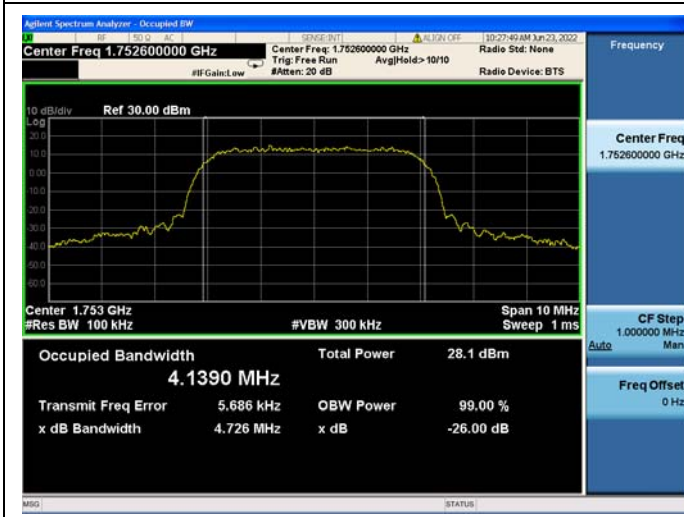 Agilent Spectrum Analyzer - Occupied BW
RF 50 Ω AC SENSE:INT ALIGN OFF 10:27:49 AM Jun 23, 2022
Center Freq 1.752600000 GHz Center Freq: 1.752600000 GHz Radio Std: None Frequency
Trig: Free Run Avg|Hold:> 10/10
#IFGain:Low #Atten: 20 dB Radio Device: BTS
10 dB/div Ref 30.00 dBm
Log
20.0
10.0
0.00
-10.0
-20.0
-30.0
-40.0
-50.0
-60.0
Center Freq
1.752600000 GHz
Center 1.753 GHz Span 10 MHz
#Res BW 100 kHz #VBW 300 kHz Sweep 1 ms
CF Step
1.000000 MHz
Auto Man
Occupied Bandwidth Total Power 28.1 dBm
4.1390 MHz
Freq Offset
0 Hz
Transmit Freq Error 5.686 kHz OBW Power 99.00 %
x dB Bandwidth 4.726 MHz x dB -26.00 dB
MSG STATUS